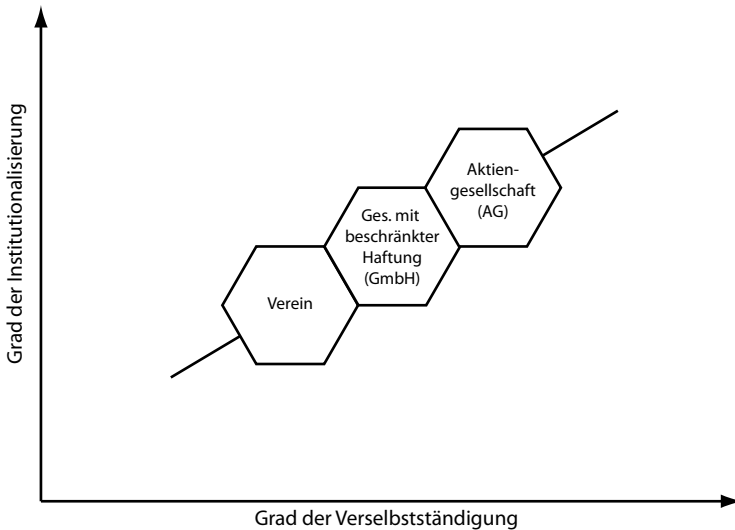 Grad der Institutionalisierung
Aktien-
gesellschaft
(AG)
Ges. mit
beschränkter
Haftung
(GmbH)
Verein
Grad der Verselbstständigung